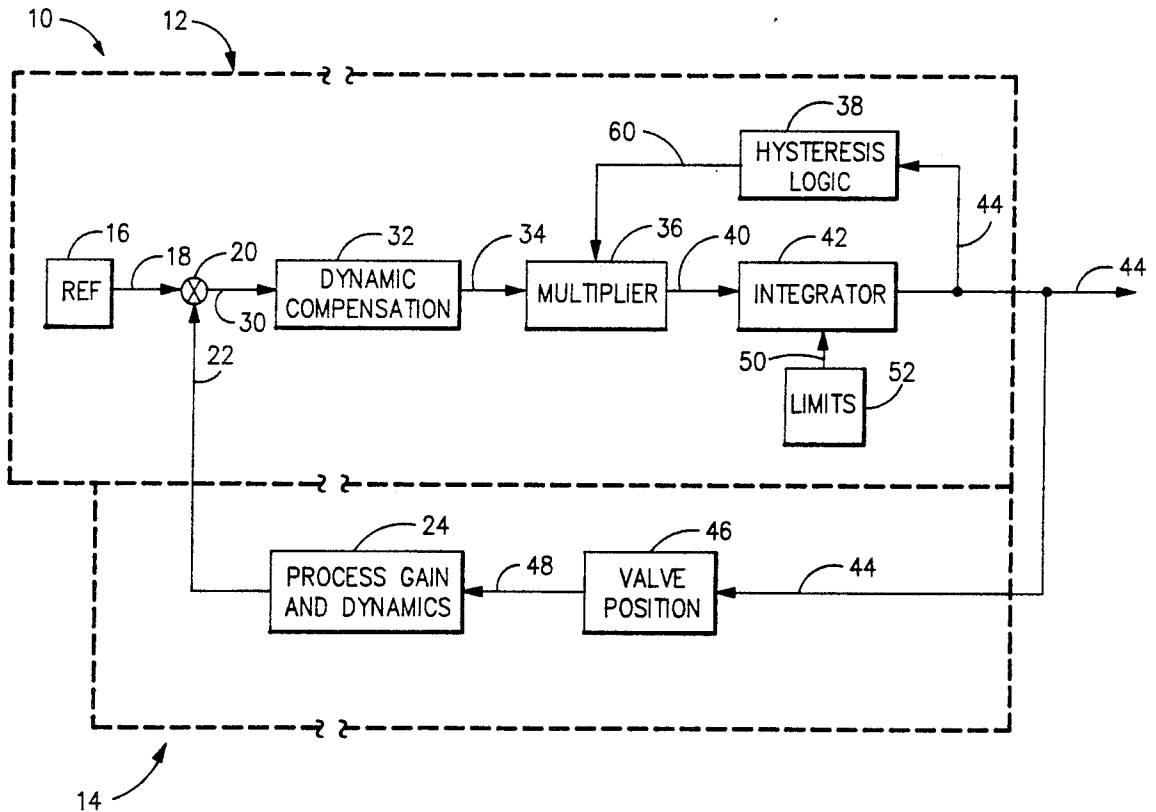 10
12
38
60
HYSTERESIS
LOGIC
44
16
18
20
32
34
36
40
42
REF
DYNAMIC
COMPENSATION
MULTIPLIER
INTEGRATOR
44
30
22
50
52
LIMITS
24
46
PROCESS GAIN
AND DYNAMICS
48
VALVE
POSITION
44
14